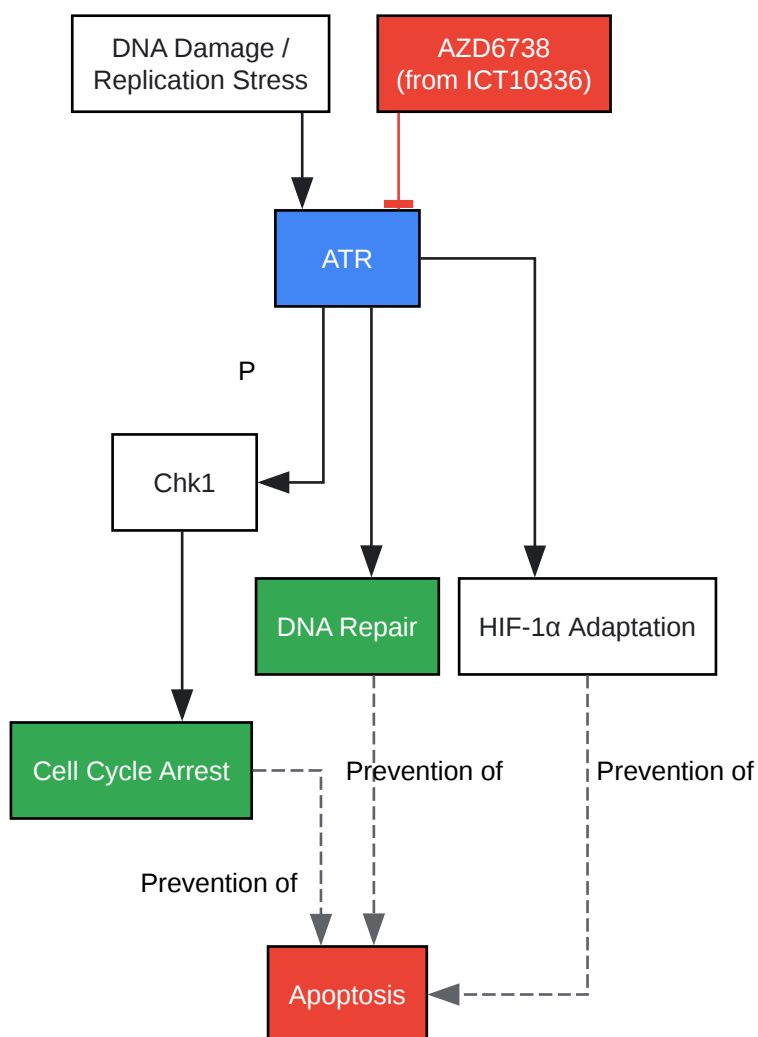 DNA Damage /
Replication Stress
AZD6738
(from ICT10336)
ATR
P
Chk1
DNA Repair
HIF-1α Adaptation
Cell Cycle Arrest
Prevention of
Prevention of
Prevention of
Apoptosis